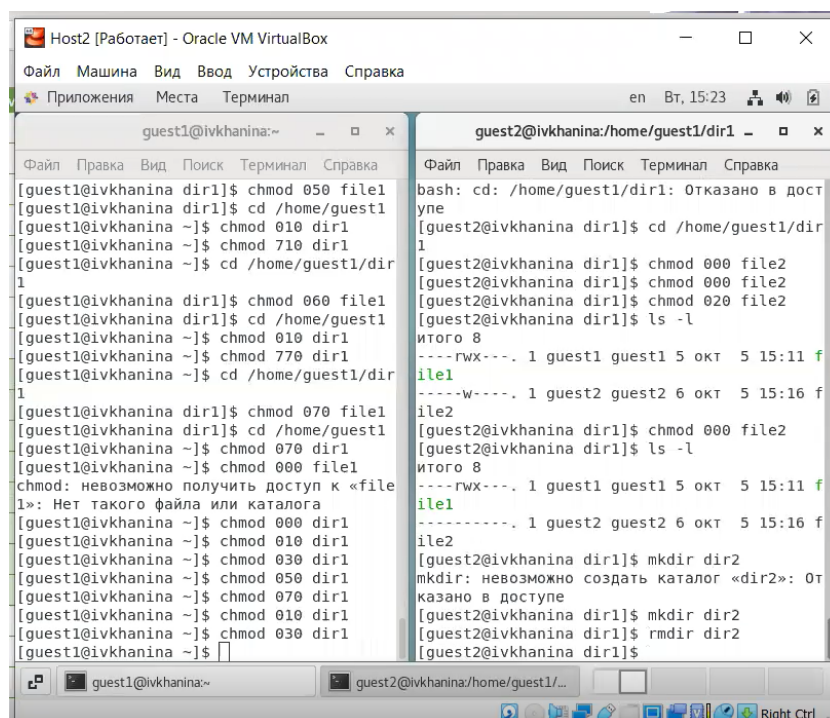 Host2 [Работает] - Oracle VM VirtualBox
Файл Машина Вид Ввод Устройства Справка
Приложения Места Терминал en Вт, 15:23
guest1@ivkhanina:~
Файл Правка Вид Поиск Терминал Справка
[guest1@ivkhanina dir1]$ chmod 050 file1
[guest1@ivkhanina dir1]$ cd /home/guest1
[guest1@ivkhanina ~]$ chmod 010 dir1
[guest1@ivkhanina ~]$ chmod 710 dir1
[guest1@ivkhanina ~]$ cd /home/guest1/dir
1
[guest1@ivkhanina dir1]$ chmod 060 file1
[guest1@ivkhanina dir1]$ cd /home/guest1
[guest1@ivkhanina ~]$ chmod 010 dir1
[guest1@ivkhanina ~]$ chmod 770 dir1
[guest1@ivkhanina ~]$ cd /home/guest1/dir
1
[guest1@ivkhanina dir1]$ chmod 070 file1
[guest1@ivkhanina dir1]$ cd /home/guest1
[guest1@ivkhanina ~]$ chmod 070 dir1
[guest1@ivkhanina ~]$ chmod 000 file1
chmod: невозможно получить доступ к «file
1»: Нет такого файла или каталога
[guest1@ivkhanina ~]$ chmod 000 dir1
[guest1@ivkhanina ~]$ chmod 010 dir1
[guest1@ivkhanina ~]$ chmod 030 dir1
[guest1@ivkhanina ~]$ chmod 050 dir1
[guest1@ivkhanina ~]$ chmod 070 dir1
[guest1@ivkhanina ~]$ chmod 010 dir1
[guest1@ivkhanina ~]$ chmod 030 dir1
[guest1@ivkhanina ~]$
guest2@ivkhanina:/home/guest1/dir1
Файл Правка Вид Поиск Терминал Справка
bash: cd: /home/guest1/dir1: Отказано в дост
упе
[guest2@ivkhanina dir1]$ cd /home/guest1/dir
1
[guest2@ivkhanina dir1]$ chmod 000 file2
[guest2@ivkhanina dir1]$ chmod 000 file2
[guest2@ivkhanina dir1]$ chmod 020 file2
[guest2@ivkhanina dir1]$ ls -l
итого 8
----rwx---. 1 guest1 guest1 5 окт  5 15:11 f
ile1
-----w----. 1 guest2 guest2 6 окт  5 15:16 f
ile2
[guest2@ivkhanina dir1]$ chmod 000 file2
[guest2@ivkhanina dir1]$ ls -l
итого 8
----rwx---. 1 guest1 guest1 5 окт  5 15:11 f
ile1
----------. 1 guest2 guest2 6 окт  5 15:16 f
ile2
[guest2@ivkhanina dir1]$ mkdir dir2
mkdir: невозможно создать каталог «dir2»: От
казано в доступе
[guest2@ivkhanina dir1]$ mkdir dir2
[guest2@ivkhanina dir1]$ rmdir dir2
[guest2@ivkhanina dir1]$
guest1@ivkhanina:~ guest2@ivkhanina:/home/guest1/...
Right Ctrl